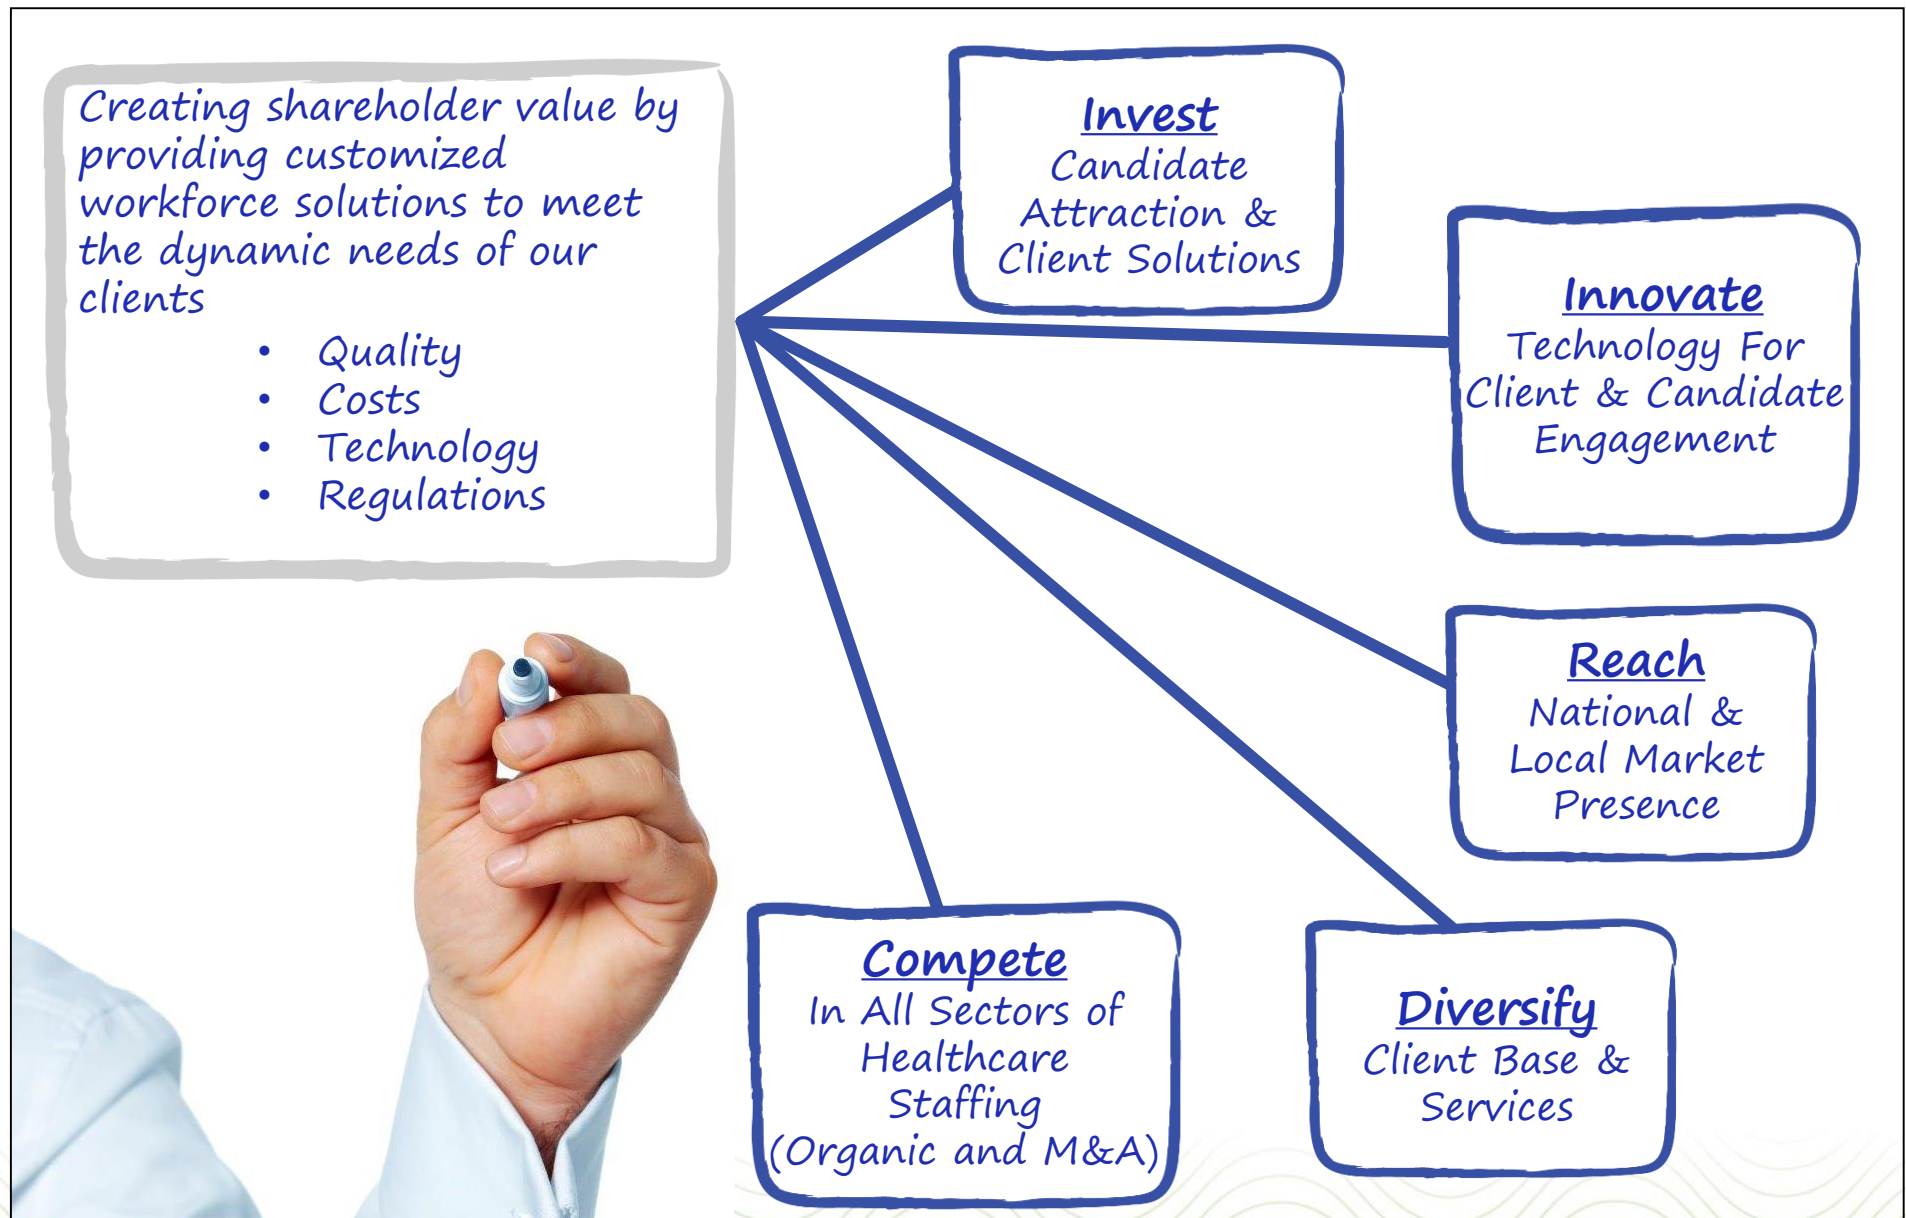 Creating shareholder value by
providing customized
workforce solutions to meet
the dynamic needs of our
clients
• Quality
• Costs
• Technology
• Regulations
Invest
Candidate
Attraction &
Client Solutions
Innovate
Technology For
Client & Candidate
Engagement
Reach
National &
Local Market
Presence
Diversify
Client Base &
Services
Compete
In All Sectors of
Healthcare
Staffing
(Organic and M&A)